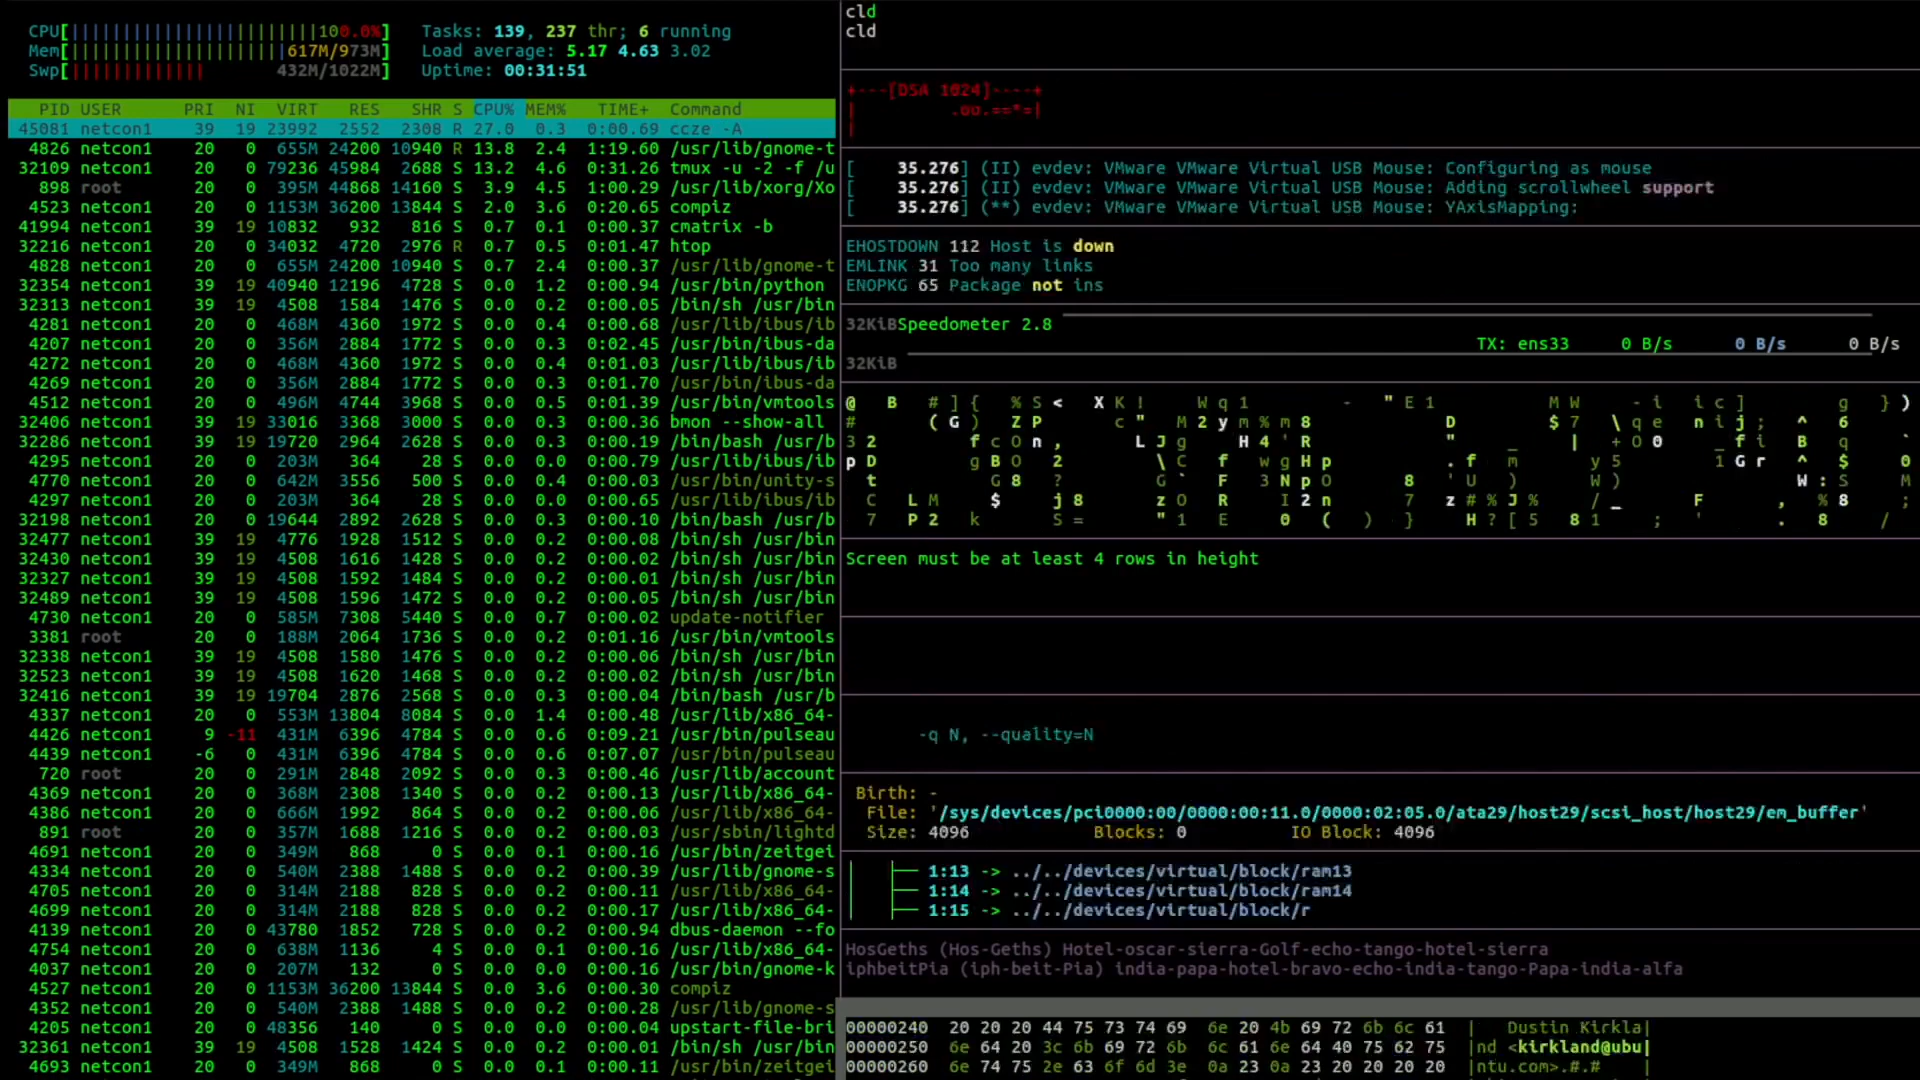 CPU[||||||||||||||||||||||||100.0%]
Mem[|||||||||||||||||||||617M/973M]
Swp[||||||||||||| 432M/1022M]
Tasks: 139, 237 thr; 6 running
Load average: 5.17 4.63 3.02
Uptime: 00:31:51
PID USER PRI NI VIRT RES SHR S CPU% MEM% TIME+ Command
45081 netcon1 39 19 23992 2552 2308 R 27.0 0.3 0:00.69 ccze -A
4826 netcon1 20 0 655M 24200 10940 R 13.8 2.4 1:19.60 /usr/lib/gnome-t
32109 netcon1 20 0 79236 45984 2688 S 13.2 4.6 0:31.26 tmux -u -2 -f /u
898 root 20 0 395M 44868 14160 S 3.9 4.5 1:00.29 /usr/lib/xorg/Xo
4523 netcon1 20 0 1153M 36200 13844 S 2.0 3.6 0:20.65 compiz
41994 netcon1 39 19 10832 932 816 S 0.7 0.1 0:00.37 cmatrix -b
32216 netcon1 20 0 34032 4720 2976 R 0.7 0.5 0:01.47 htop
4828 netcon1 20 0 655M 24200 10940 S 0.7 2.4 0:00.37 /usr/lib/gnome-t
32354 netcon1 39 19 40940 12196 4728 S 0.0 1.2 0:00.94 /usr/bin/python
32313 netcon1 39 19 4508 1584 1476 S 0.0 0.2 0:00.05 /bin/sh /usr/bin
4281 netcon1 20 0 468M 4360 1972 S 0.0 0.4 0:00.68 /usr/lib/ibus/ib
4207 netcon1 20 0 356M 2884 1772 S 0.0 0.3 0:02.45 /usr/bin/ibus-da
4272 netcon1 20 0 468M 4360 1972 S 0.0 0.4 0:01.03 /usr/lib/ibus/ib
4269 netcon1 20 0 356M 2884 1772 S 0.0 0.3 0:01.70 /usr/bin/ibus-da
4512 netcon1 20 0 496M 4744 3968 S 0.0 0.5 0:01.39 /usr/bin/vmtools
32406 netcon1 39 19 33016 3368 3000 S 0.0 0.3 0:00.36 bmon --show-all
32286 netcon1 39 19 19720 2964 2628 S 0.0 0.3 0:00.19 /bin/bash /usr/b
4295 netcon1 20 0 203M 364 28 S 0.0 0.0 0:00.79 /usr/lib/ibus/ib
4770 netcon1 20 0 642M 3556 500 S 0.0 0.4 0:00.03 /usr/bin/unity-s
4297 netcon1 20 0 203M 364 28 S 0.0 0.0 0:00.65 /usr/lib/ibus/ib
32198 netcon1 20 0 19644 2892 2628 S 0.0 0.3 0:00.10 /bin/bash /usr/b
32477 netcon1 39 19 4776 1928 1512 S 0.0 0.2 0:00.08 /bin/sh /usr/bin
32430 netcon1 39 19 4508 1616 1428 S 0.0 0.2 0:00.02 /bin/sh /usr/bin
32327 netcon1 39 19 4508 1592 1484 S 0.0 0.2 0:00.01 /bin/sh /usr/bin
32489 netcon1 39 19 4508 1596 1472 S 0.0 0.2 0:00.05 /bin/sh /usr/bin
4730 netcon1 20 0 585M 7308 5440 S 0.0 0.7 0:00.02 update-notifier
3381 root 20 0 188M 2064 1736 S 0.0 0.2 0:01.16 /usr/bin/vmtools
32338 netcon1 39 19 4508 1580 1476 S 0.0 0.2 0:00.06 /bin/sh /usr/bin
32523 netcon1 39 19 4508 1620 1468 S 0.0 0.2 0:00.02 /bin/sh /usr/bin
32416 netcon1 39 19 19704 2876 2568 S 0.0 0.3 0:00.04 /bin/bash /usr/b
4337 netcon1 20 0 553M 13804 8084 S 0.0 1.4 0:00.48 /usr/lib/x86_64-
4426 netcon1 9 -11 431M 6396 4784 S 0.0 0.6 0:09.21 /usr/bin/pulseau
4439 netcon1 -6 0 431M 6396 4784 S 0.0 0.6 0:07.07 /usr/bin/pulseau
720 root 20 0 291M 2848 2092 S 0.0 0.3 0:00.46 /usr/lib/account
4369 netcon1 20 0 368M 2308 1340 S 0.0 0.2 0:00.13 /usr/lib/x86_64-
4386 netcon1 20 0 666M 1992 864 S 0.0 0.2 0:00.06 /usr/lib/x86_64-
891 root 20 0 357M 1688 1216 S 0.0 0.2 0:00.03 /usr/sbin/lightd
4691 netcon1 20 0 349M 868 0 S 0.0 0.1 0:00.16 /usr/bin/zeitgei
4334 netcon1 20 0 540M 2388 1488 S 0.0 0.2 0:00.39 /usr/lib/gnome-s
4705 netcon1 20 0 314M 2188 828 S 0.0 0.2 0:00.11 /usr/lib/x86_64-
4699 netcon1 20 0 314M 2188 828 S 0.0 0.2 0:00.17 /usr/lib/x86_64-
4139 netcon1 20 0 43780 1852 728 S 0.0 0.2 0:00.94 dbus-daemon --fo
4754 netcon1 20 0 638M 1136 4 S 0.0 0.1 0:00.16 /usr/lib/x86_64-
4037 netcon1 20 0 207M 132 0 S 0.0 0.0 0:00.16 /usr/bin/gnome-k
4527 netcon1 20 0 1153M 36200 13844 S 0.0 3.6 0:00.30 compiz
4352 netcon1 20 0 540M 2388 1488 S 0.0 0.2 0:00.28 /usr/lib/gnome-s
4205 netcon1 20 0 48356 140 0 S 0.0 0.0 0:00.04 upstart-file-bri
32361 netcon1 39 19 4508 1528 1424 S 0.0 0.2 0:00.01 /bin/sh /usr/bin
4693 netcon1 20 0 349M 868 0 S 0.0 0.1 0:00.11 /usr/bin/zeitgei
cld
cld
+---[DSA 1024]----+
| .oo.==*=|
|
[ 35.276] (II) evdev: VMware VMware Virtual USB Mouse: Configuring as mouse
[ 35.276] (II) evdev: VMware VMware Virtual USB Mouse: Adding scrollwheel support
[ 35.276] (**) evdev: VMware VMware Virtual USB Mouse: YAxisMapping:
EHOSTDOWN 112 Host is down
EMLINK 31 Too many links
ENOPKG 65 Package not ins
32KiBSpeedometer 2.8
TX: ens33 0 B/s 0 B/s 0 B/s
32KiB
@ B # ] { % S < X K ! W q 1 - " E 1 M W - i i c ] g } )
# ( G ) Z P c " M 2 y m % m 8 D $ 7 \ q e n i j ; ^ 6
3 2 f c O n , L J g H 4 ' R " _ | + O 0 _ f i B q `
p D g B O 2 \ C f w g H p . f m y 5 1 G r ^ $ 0
t G 8 ? G ` F 3 N p O 8 ' U ) W ) W : S M
C L M $ j 8 z O R I 2 n 7 z # % J % / _ F , % 8 ;
7 P 2 k S = " 1 E 0 ( ) } H ? [ 5 8 1 ; ' . 8 /
Screen must be at least 4 rows in height
-q N, --quality=N
Birth: -
File: '/sys/devices/pci0000:00/0000:00:11.0/0000:02:05.0/ata29/host29/scsi_host/host29/em_buffer'
Size: 4096 Blocks: 0 IO Block: 4096
│ ├── 1:13 -> ../../devices/virtual/block/ram13
│ ├── 1:14 -> ../../devices/virtual/block/ram14
│ ├── 1:15 -> ../../devices/virtual/block/r
HosGeths (Hos-Geths) Hotel-oscar-sierra-Golf-echo-tango-hotel-sierra
iphbeitPia (iph-beit-Pia) india-papa-hotel-bravo-echo-india-tango-Papa-india-alfa
00000240 20 20 20 44 75 73 74 69 6e 20 4b 69 72 6b 6c 61 | Dustin Kirkla|
00000250 6e 64 20 3c 6b 69 72 6b 6c 61 6e 64 40 75 62 75 |nd <kirkland@ubu|
00000260 6e 74 75 2e 63 6f 6d 3e 0a 23 0a 23 20 20 20 20 |ntu.com>.#.# |